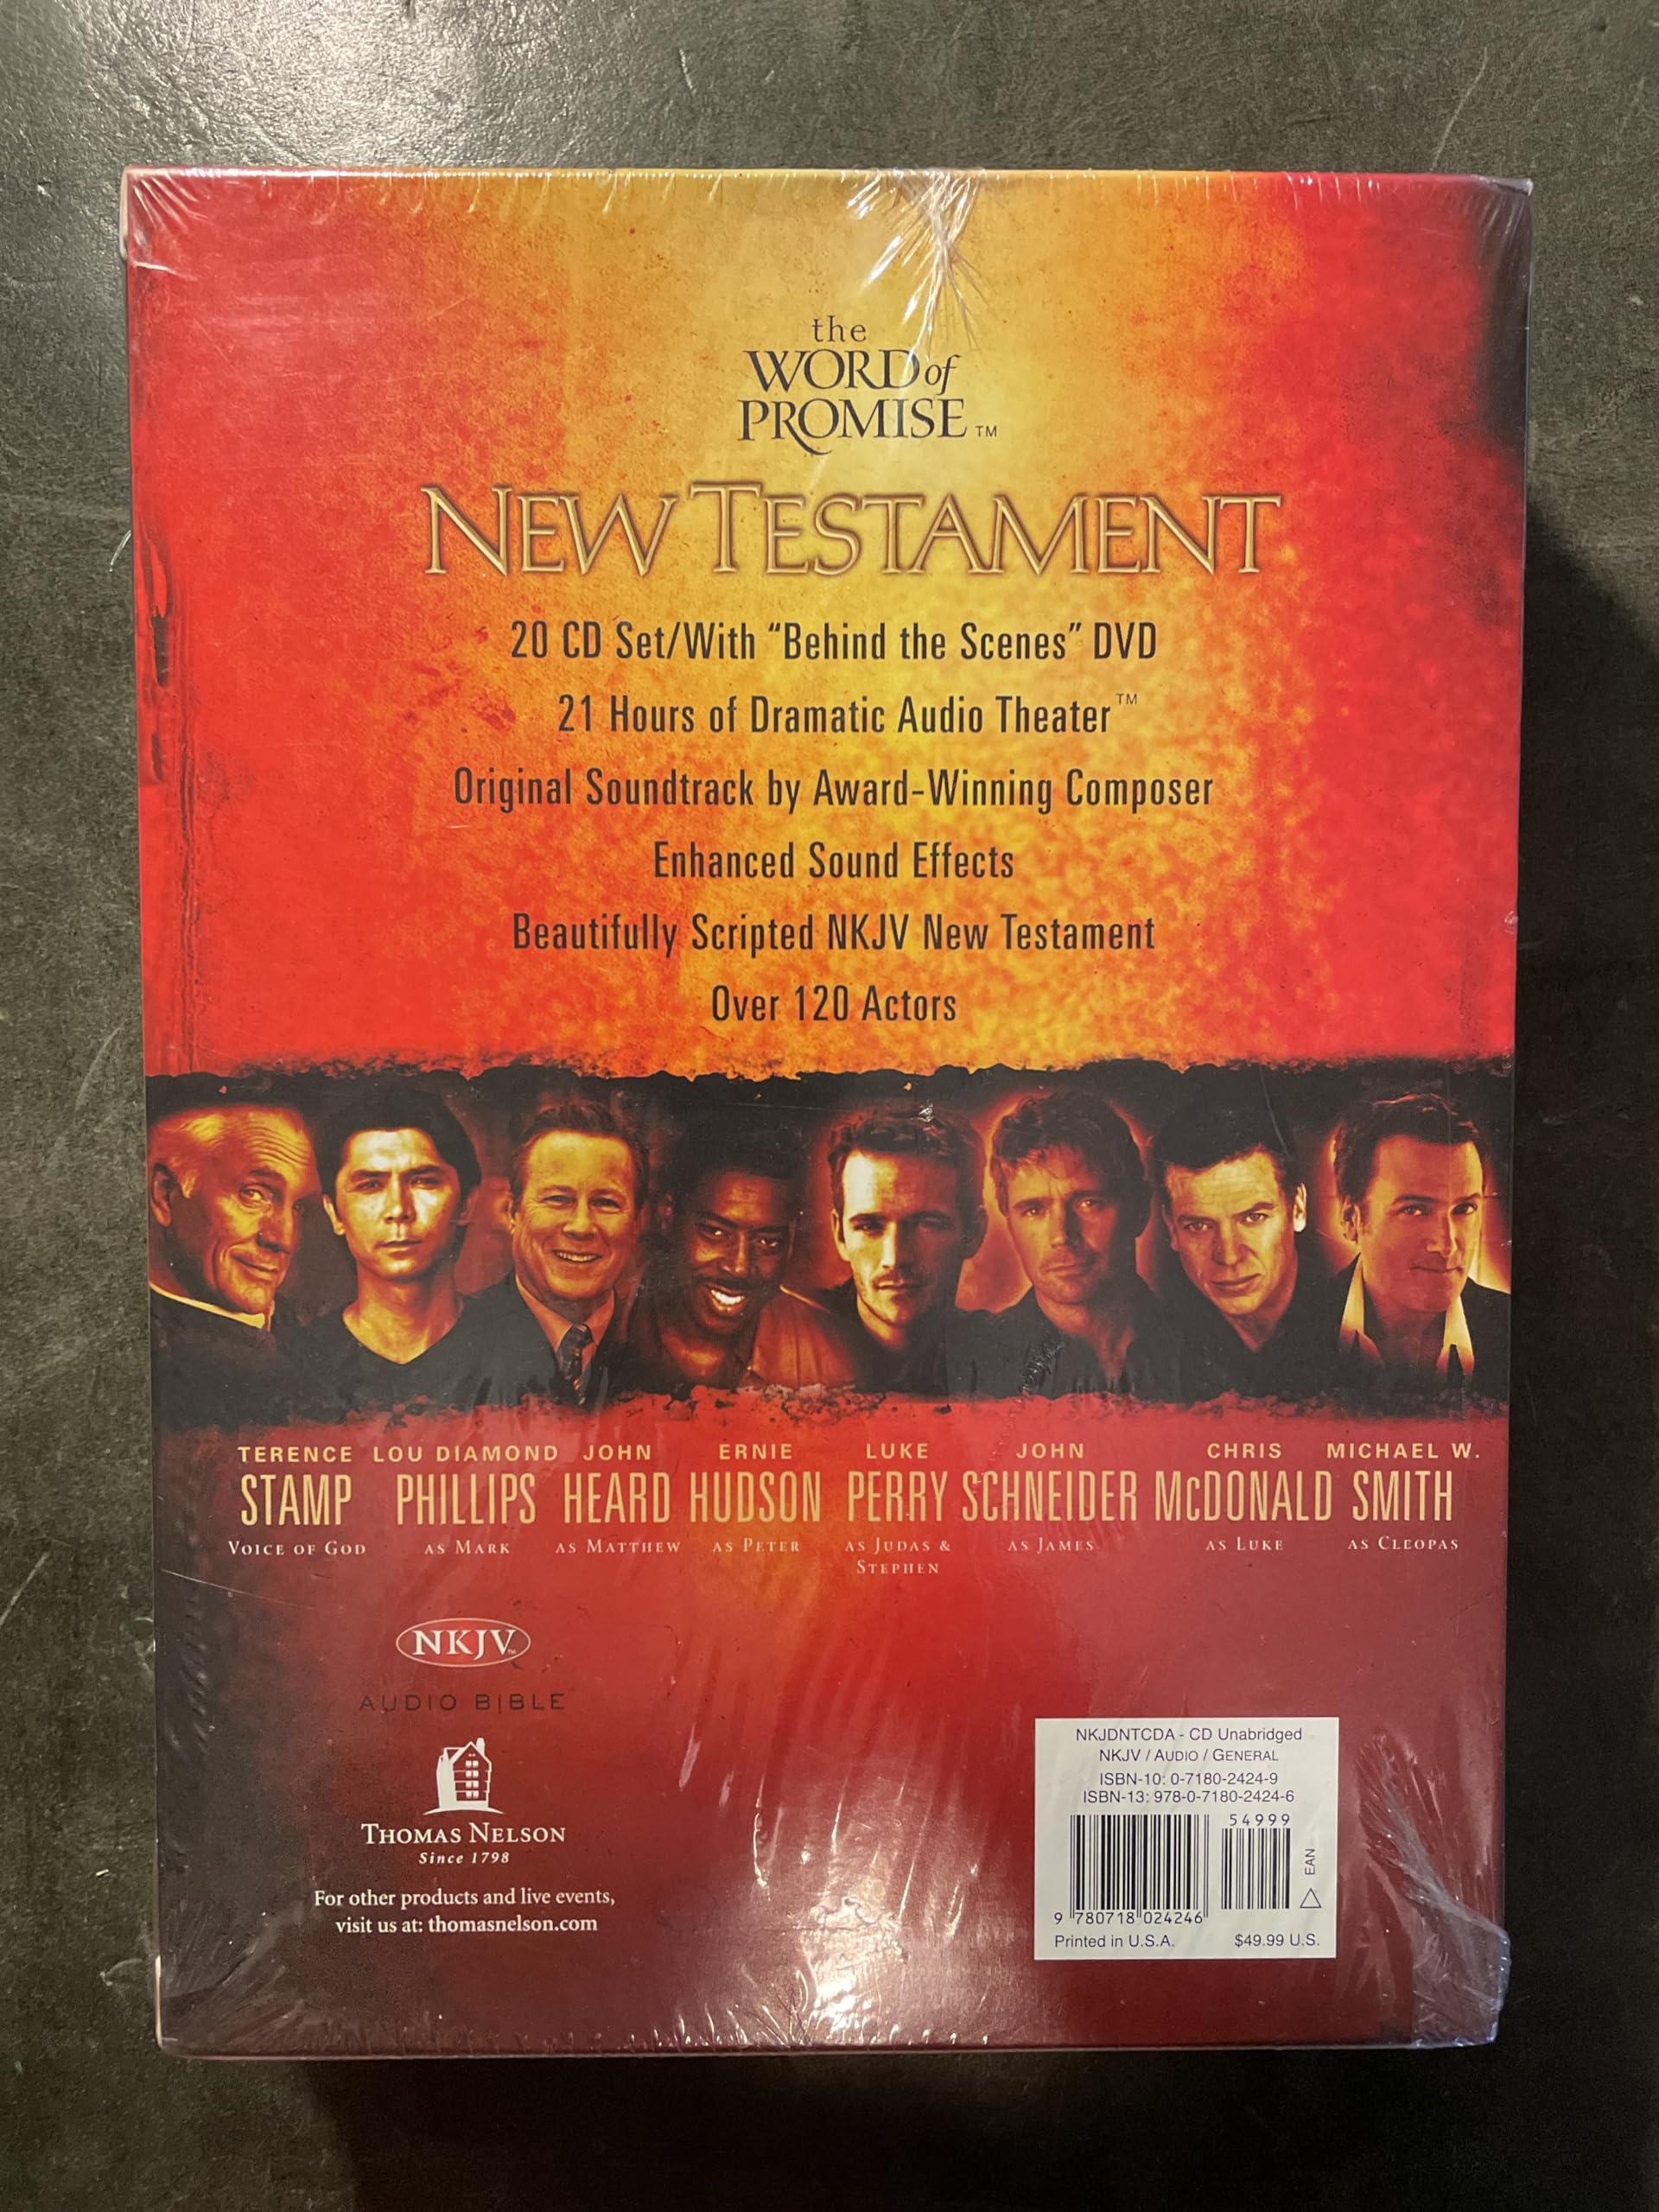 the
WORD of
PROMISE™
NEW TESTAMENT
20 CD Set/With “Behind the Scenes” DVD
21 Hours of Dramatic Audio Theater™
Original Soundtrack by Award-Winning Composer
Enhanced Sound Effects
Beautifully Scripted NKJV New Testament
Over 120 Actors
TERENCE LOU DIAMOND JOHN ERNIE LUKE JOHN CHRIS MICHAEL W.
STAMP PHILLIPS HEARD HUDSON PERRY SCHNEIDER McDONALD SMITH
VOICE OF GOD AS MARK AS MATTHEW AS PETER AS JUDAS & AS JAMES AS LUKE AS CLEOPAS
STEPHEN
NKJV™
AUDIO BIBLE
THOMAS NELSON
Since 1798
For other products and live events,
visit us at: thomasnelson.com
NKJDNTCDA - CD Unabridged
NKJV / AUDIO / GENERAL
ISBN-10: 0-7180-2424-9
ISBN-13: 978-0-7180-2424-6
54999
EAN
9 780718 024246
Printed in U.S.A. $49.99 U.S.